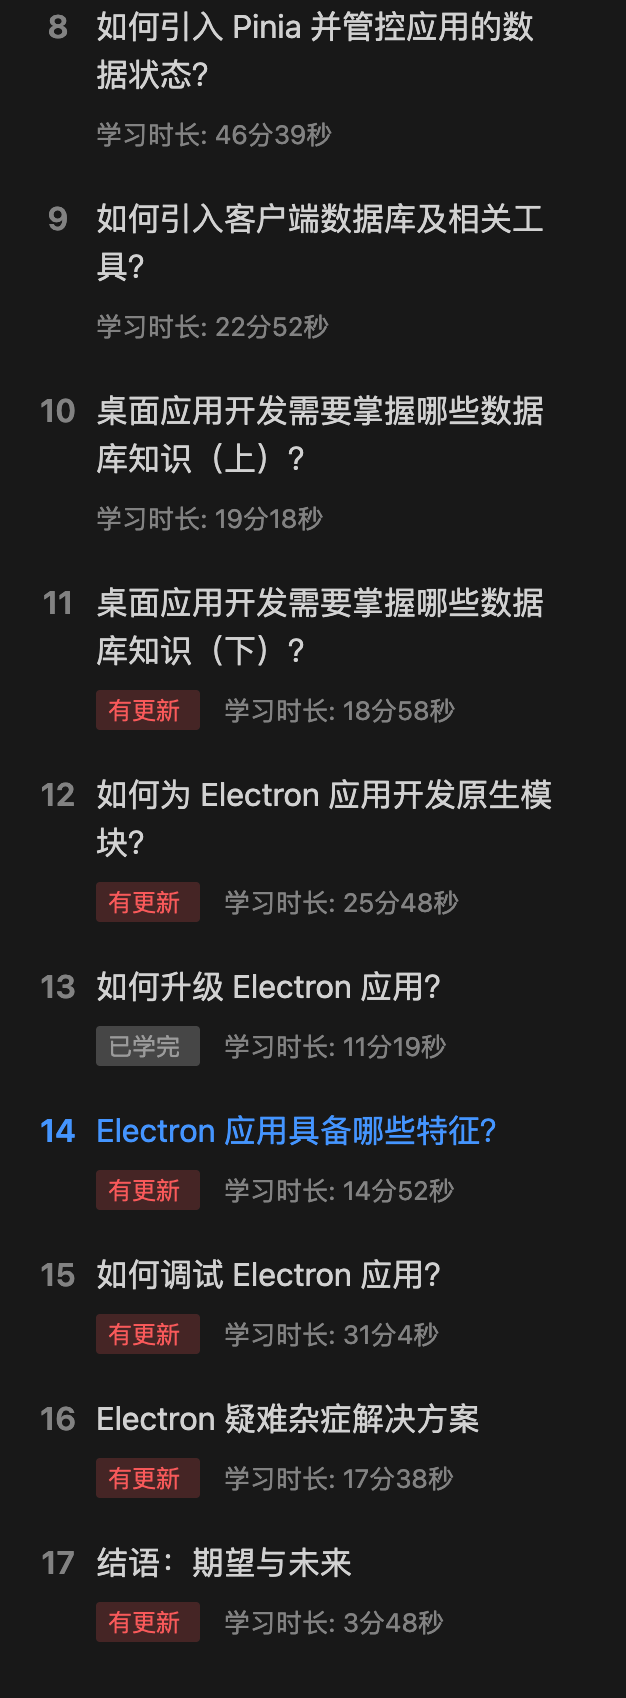 8 如何引入 Pinia 并管控应用的数
据状态?
学习时长: 46分39秒
9 如何引入客户端数据库及相关工
具?
学习时长: 22分52秒
10 桌面应用开发需要掌握哪些数据
库知识（上）?
学习时长: 19分18秒
11 桌面应用开发需要掌握哪些数据
库知识（下）?
有更新 学习时长: 18分58秒
12 如何为 Electron 应用开发原生模
块?
有更新 学习时长: 25分48秒
13 如何升级 Electron 应用?
已学完 学习时长: 11分19秒
14 Electron 应用具备哪些特征?
有更新 学习时长: 14分52秒
15 如何调试 Electron 应用?
有更新 学习时长: 31分4秒
16 Electron 疑难杂症解决方案
有更新 学习时长: 17分38秒
17 结语：期望与未来
有更新 学习时长: 3分48秒